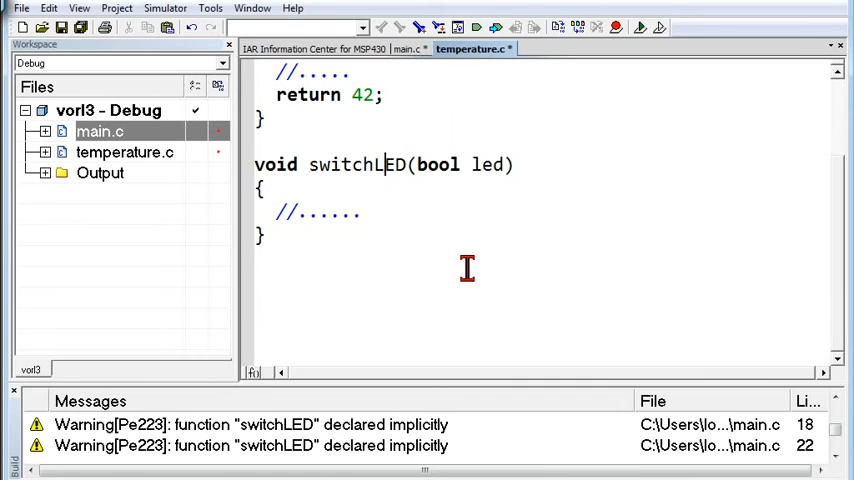 File Edit View Project Simulator Tools Window Help
Workspace
Debug
Files
vorl3 - Debug
main.c
temperature.c
Output
vorl3
IAR Information Center for MSP430 main.c * temperature.c *
//.....
return 42;
}
void switchLED(bool led)
{
//......
}
f()
Messages File Li...
Warning[Pe223]: function "switchLED" declared implicitly C:\Users\lo...\main.c 18
Warning[Pe223]: function "switchLED" declared implicitly C:\Users\lo...\main.c 22
Build